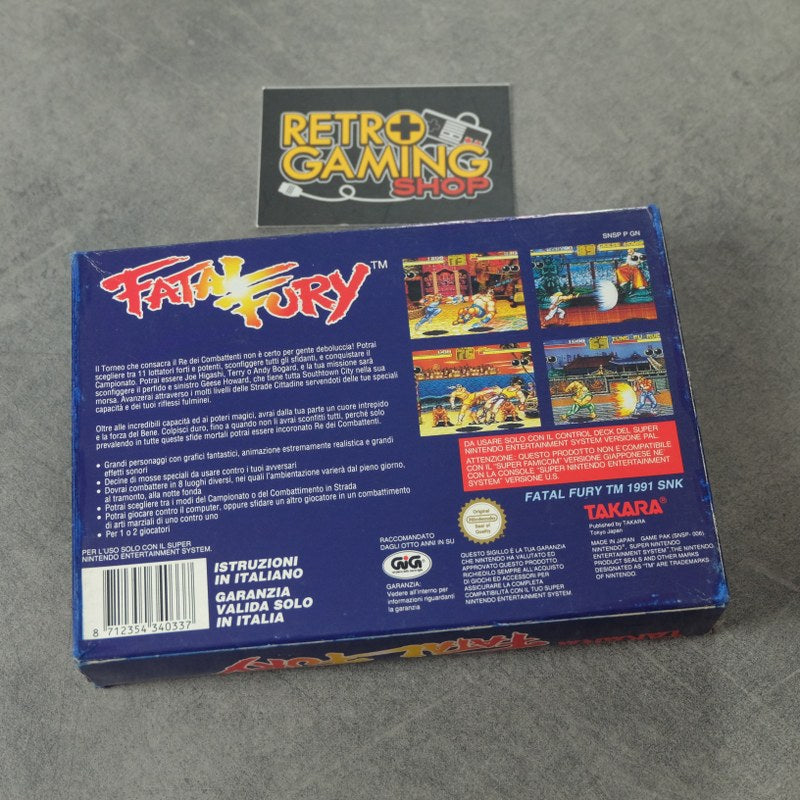 RETRO
GAMING
SHOP
SNSP P GN
FATAL FURY™
Il Torneo che consacra il Re dei Combattenti non è certo per gente deboluccia! Potrai
scegliere tra 11 lottatori forti e potenti, sconfiggere tutti gli sfidanti, e conquistare il
Campionato. Potrai essere Joe Higashi, Terry o Andy Bogard, e la tua missione sarà
sconfiggere il perfido e sinistro Geese Howard, che tiene tutta Southtown City nella sua
morsa. Avanzerai attraverso i molti livelli delle Strade Cittadine servendoti delle tue speciali
capacità e dei tuoi riflessi fulminei.
Oltre alle incredibili capacità ed ai poteri magici, avrai dalla tua parte un cuore intrepido
e la forza del Bene. Colpisci duro, fino a quando non li avrai sconfitti tutti, perché solo
prevalendo in tutte queste sfide mortali potrai essere incoronato Re dei Combattenti.
• Grandi personaggi con grafici fantastici, animazione estremamente realistica e grandi
effetti sonori
• Decine di mosse speciali da usare contro i tuoi avversari
• Dovrai combattere in 8 luoghi diversi, nei quali l'ambientazione varierà dal pieno giorno,
al tramonto, alla notte fonda
• Potrai scegliere tra i modi del Campionato o del Combattimento in Strada
• Potrai giocare contro il computer, oppure sfidare un altro giocatore in un combattimento
di arti marziali di uno contro uno
• Per 1 o 2 giocatori
DA USARE SOLO CON IL CONTROL DECK DEL SUPER
NINTENDO ENTERTAINMENT SYSTEM VERSIONE PAL.
ATTENZIONE: QUESTO PRODOTTO NON E'COMPATIBILE
CON IL "SUPER FAMICOM" VERSIONE GIAPPONESE NE'
CON LA CONSOLE "SUPER NINTENDO ENTERTAINMENT
SYSTEM" VERSIONE U.S.
FATAL FURY TM 1991 SNK
TAKARA
Published by TAKARA
Tokyo Japan
MADE IN JAPAN GAME PAK (SNSP- 006)
NINTENDO®, SUPER NINTENDO
ENTERTAINMENT SYSTEM™, THE NINTENDO
PRODUCT SEALS AND OTHER MARKS
DESIGNATED AS "TM" ARE TRADEMARKS
OF NINTENDO.
Original
Nintendo
Seal of
Quality
QUESTO SIGILLO È LA TUA GARANZIA
CHE NINTENDO HA VALUTATO ED
APPROVATO QUESTO PRODOTTO
RICHIEDILO SEMPRE ALL'ACQUISTO
DI GIOCHI ED ACCESSORI PER
ASSICURARE LA COMPLETA
COMPATIBILITÀ CON IL TUO SUPER
NINTENDO ENTERTAINMENT SYSTEM.
RACCOMANDATO
DAGLI OTTO ANNI IN SU
GiG
GARANZIA:
Vedere all'interno per
informazioni riguardanti
la garanzia
PER L'USO SOLO CON IL SUPER
NINTENDO ENTERTAINMENT SYSTEM.
ISTRUZIONI
IN ITALIANO
GARANZIA
VALIDA SOLO
IN ITALIA
8 712354 340337
FATAL FURY